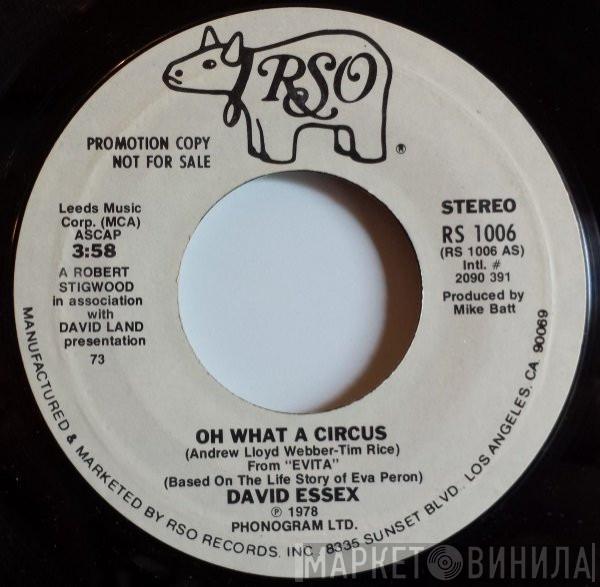 RSO
®
PROMOTION COPY
NOT FOR SALE
Leeds Music
Corp. (MCA)
ASCAP
3:58
A ROBERT
STIGWOOD
in association
with
DAVID LAND
presentation
73
STEREO
RS 1006
(RS 1006 AS)
Intl. #
2090 391
Produced by
Mike Batt
OH WHAT A CIRCUS
(Andrew Lloyd Webber-Tim Rice)
From "EVITA"
(Based On The Life Story of Eva Peron)
DAVID ESSEX
℗ 1978
PHONOGRAM LTD.
MANUFACTURED & MARKETED BY RSO RECORDS, INC., 8335 SUNSET BLVD., LOS ANGELES, CA 90069
МАРКЕТ ВИНИЛА